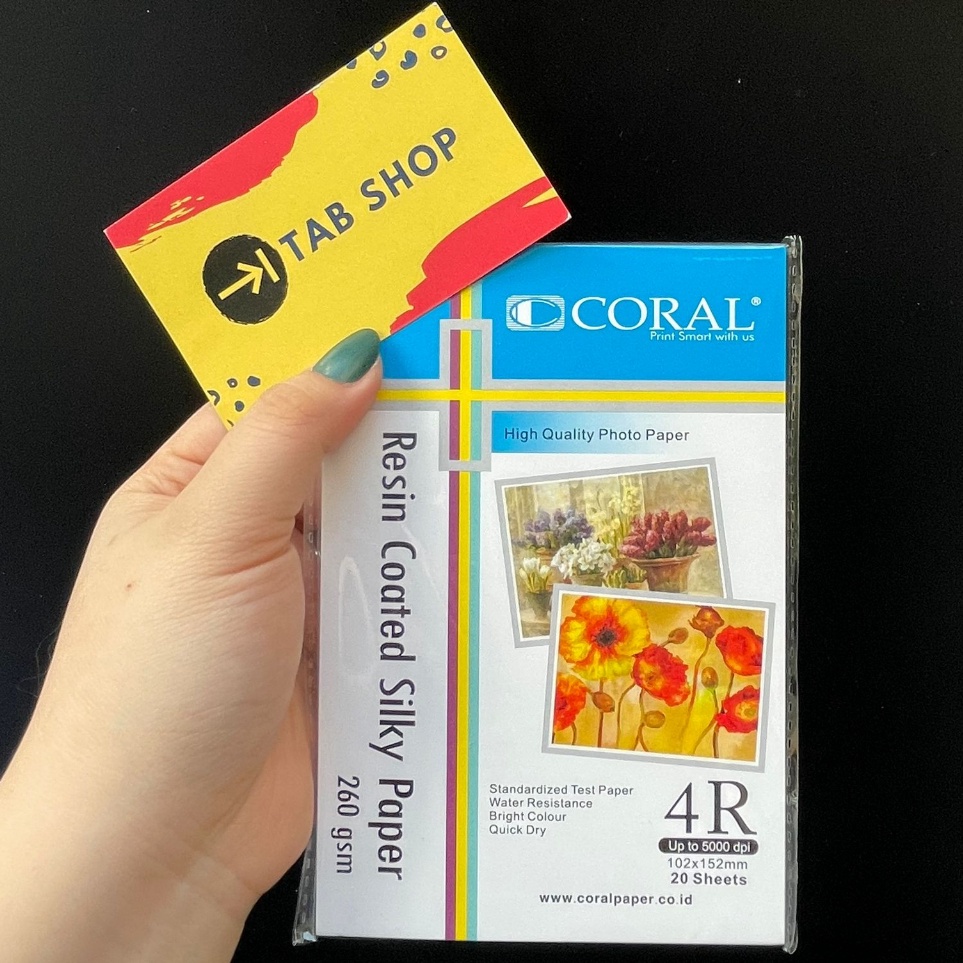 TAB SHOP
CORAL®
Print Smart with us
High Quality Photo Paper
Resin Coated Silky Paper
260 gsm
Standardized Test Paper
Water Resistance
Bright Colour
Quick Dry
4R
Up to 5000 dpi
102x152mm
20 Sheets
www.coralpaper.co.id